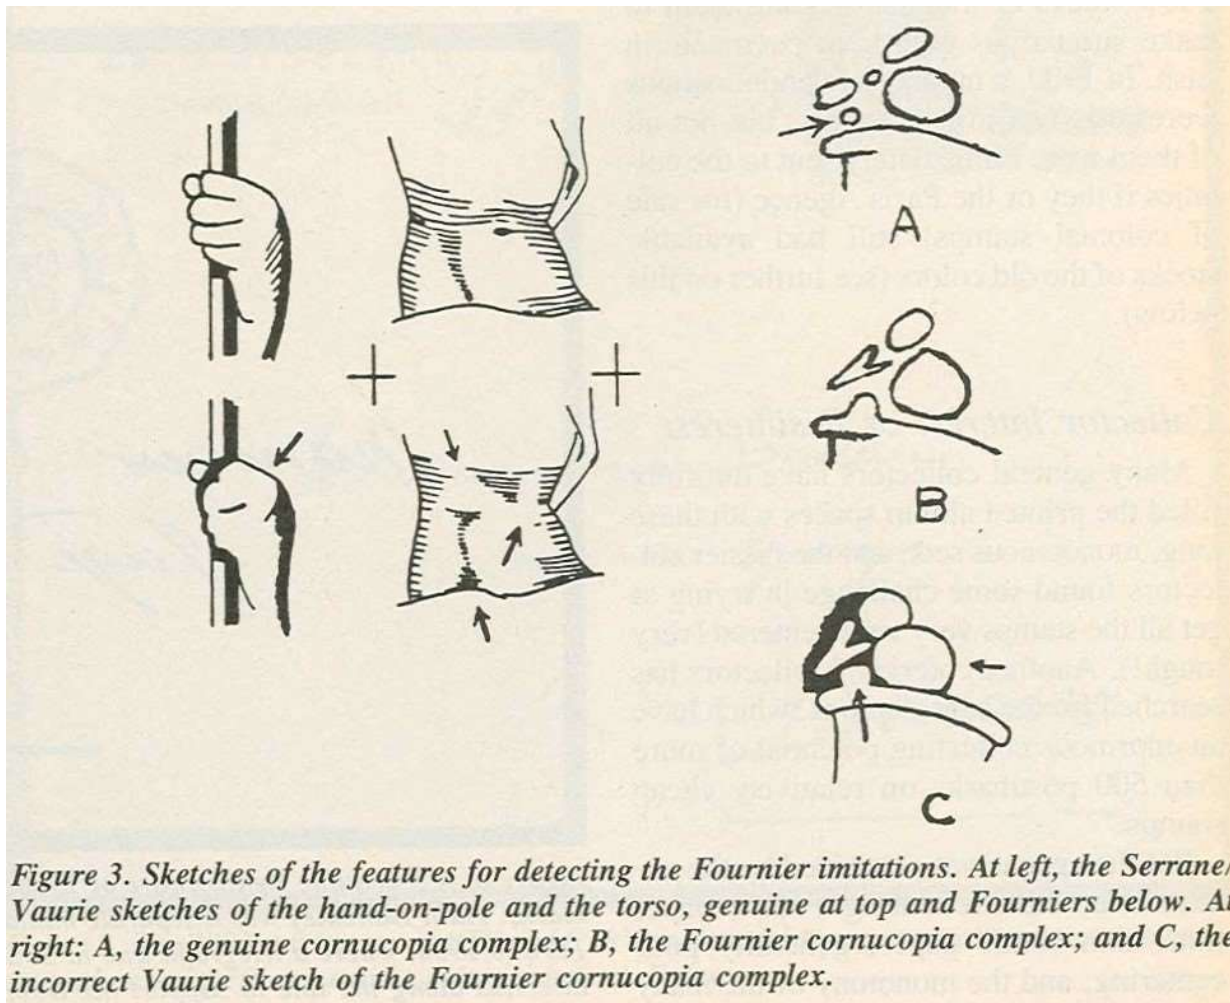 A
B
C
Figure 3. Sketches of the features for detecting the Fournier imitations. At left, the Serrane/
Vaurie sketches of the hand-on-pole and the torso, genuine at top and Fourniers below. At
right: A, the genuine cornucopia complex; B, the Fournier cornucopia complex; and C, the
incorrect Vaurie sketch of the Fournier cornucopia complex.